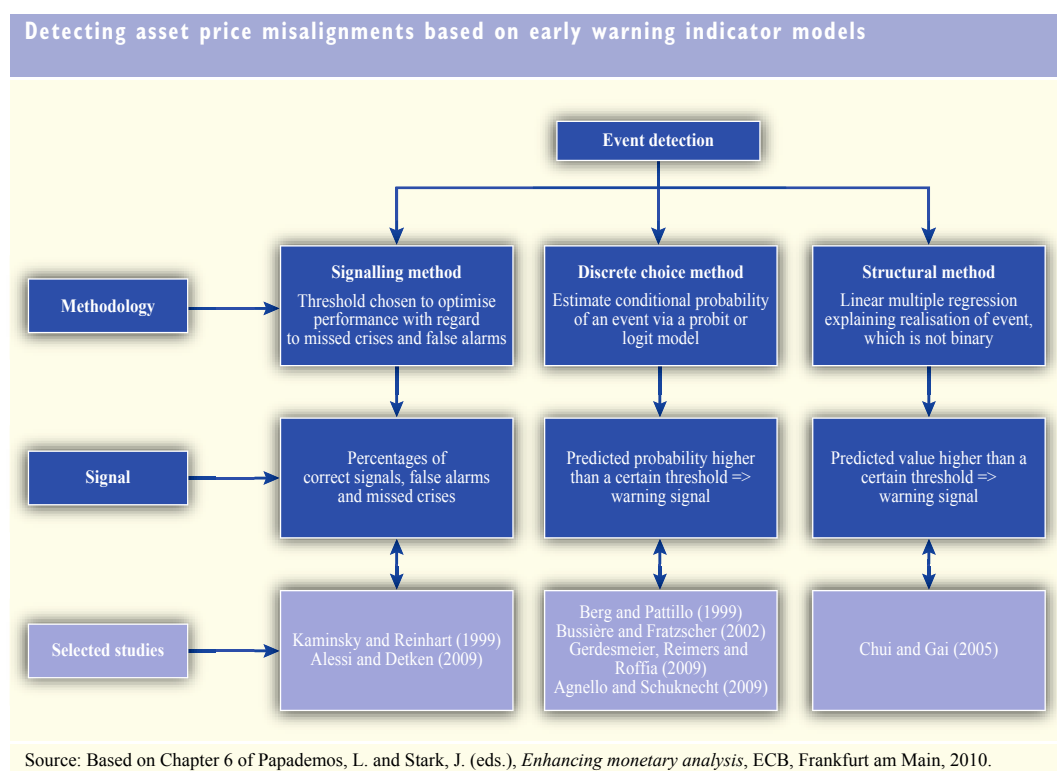 Detecting asset price misalignments based on early warning indicator models
Event detection
Methodology
Signalling method
Threshold chosen to optimise
performance with regard
to missed crises and false alarms
Discrete choice method
Estimate conditional probability
of an event via a probit or
logit model
Structural method
Linear multiple regression
explaining realisation of event,
which is not binary
Signal
Percentages of
correct signals, false alarms
and missed crises
Predicted probability higher
than a certain threshold =>
warning signal
Predicted value higher than a
certain threshold =>
warning signal
Selected studies
Kaminsky and Reinhart (1999)
Alessi and Detken (2009)
Berg and Pattillo (1999)
Bussière and Fratzscher (2002)
Gerdesmeier, Reimers and
Roffia (2009)
Agnello and Schuknecht (2009)
Chui and Gai (2005)
Source: Based on Chapter 6 of Papademos, L. and Stark, J. (eds.), Enhancing monetary analysis, ECB, Frankfurt am Main, 2010.